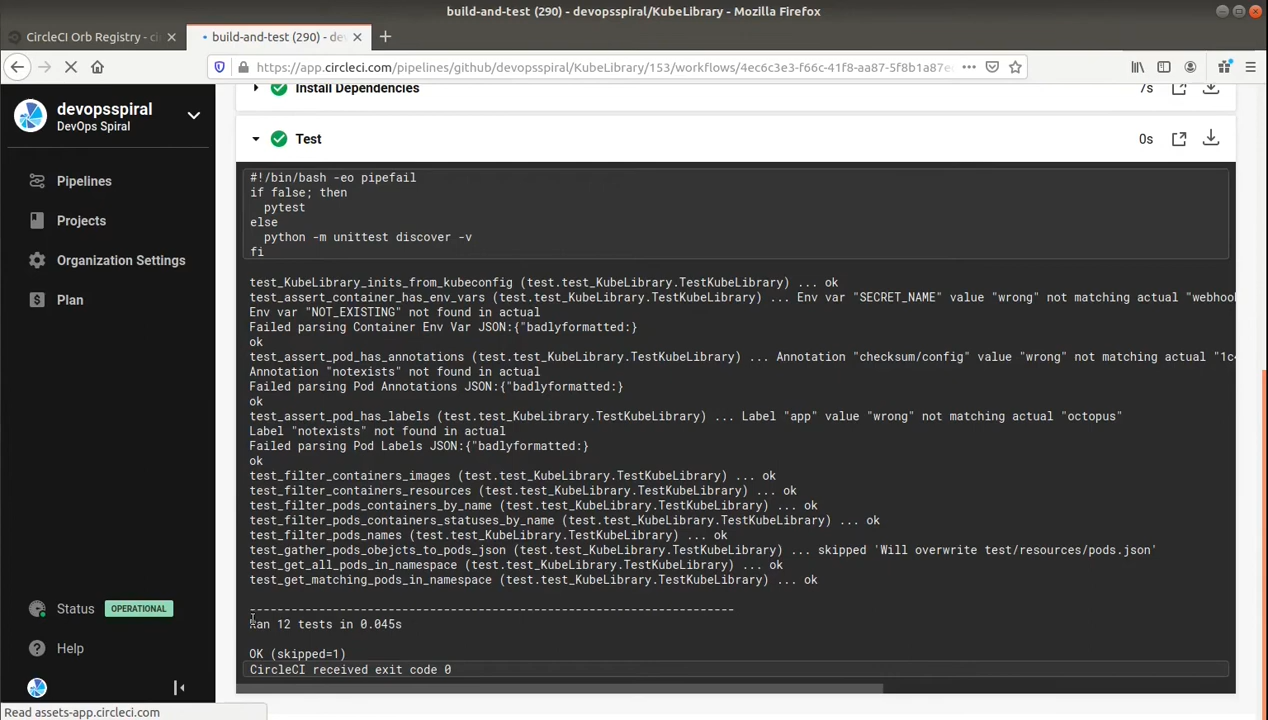 build-and-test (290) - devopsspiral/KubeLibrary - Mozilla Firefox
CircleCI Orb Registry - ci
build-and-test (290) - de
https://app.circleci.com/pipelines/github/devopsspiral/KubeLibrary/153/workflows/4ec6c3e3-f66c-41f8-aa87-5f8b1a87e
devopsspiral
DevOps Spiral
Pipelines
Projects
Organization Settings
Plan
Status OPERATIONAL
Help
Read assets-app.circleci.com
Install Dependencies 7s
Test 0s
#!/bin/bash -eo pipefail
if false; then
pytest
else
python -m unittest discover -v
fi
test_KubeLibrary_inits_from_kubeconfig (test.test_KubeLibrary.TestKubeLibrary) ... ok
test_assert_container_has_env_vars (test.test_KubeLibrary.TestKubeLibrary) ... Env var "SECRET_NAME" value "wrong" not matching actual "webhook
Env var "NOT_EXISTING" not found in actual
Failed parsing Container Env Var JSON:{"badlyformatted:}
ok
test_assert_pod_has_annotations (test.test_KubeLibrary.TestKubeLibrary) ... Annotation "checksum/config" value "wrong" not matching actual "1c
Annotation "notexists" not found in actual
Failed parsing Pod Annotations JSON:{"badlyformatted:}
ok
test_assert_pod_has_labels (test.test_KubeLibrary.TestKubeLibrary) ... Label "app" value "wrong" not matching actual "octopus"
Label "notexists" not found in actual
Failed parsing Pod Labels JSON:{"badlyformatted:}
ok
test_filter_containers_images (test.test_KubeLibrary.TestKubeLibrary) ... ok
test_filter_containers_resources (test.test_KubeLibrary.TestKubeLibrary) ... ok
test_filter_pods_containers_by_name (test.test_KubeLibrary.TestKubeLibrary) ... ok
test_filter_pods_containers_statuses_by_name (test.test_KubeLibrary.TestKubeLibrary) ... ok
test_filter_pods_names (test.test_KubeLibrary.TestKubeLibrary) ... ok
test_gather_pods_obejcts_to_pods_json (test.test_KubeLibrary.TestKubeLibrary) ... skipped 'Will overwrite test/resources/pods.json'
test_get_all_pods_in_namespace (test.test_KubeLibrary.TestKubeLibrary) ... ok
test_get_matching_pods_in_namespace (test.test_KubeLibrary.TestKubeLibrary) ... ok
----------------------------------------------------------------------
Ran 12 tests in 0.045s
OK (skipped=1)
CircleCI received exit code 0